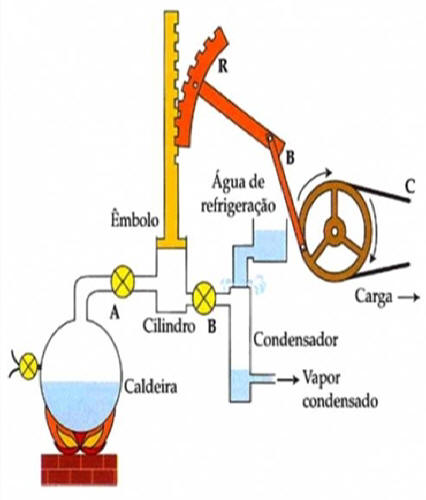 R
B
C
Água de
refrigeração
Êmbolo
Carga →
A
Cilindro
B
Condensador
Caldeira
→ Vapor
condensado